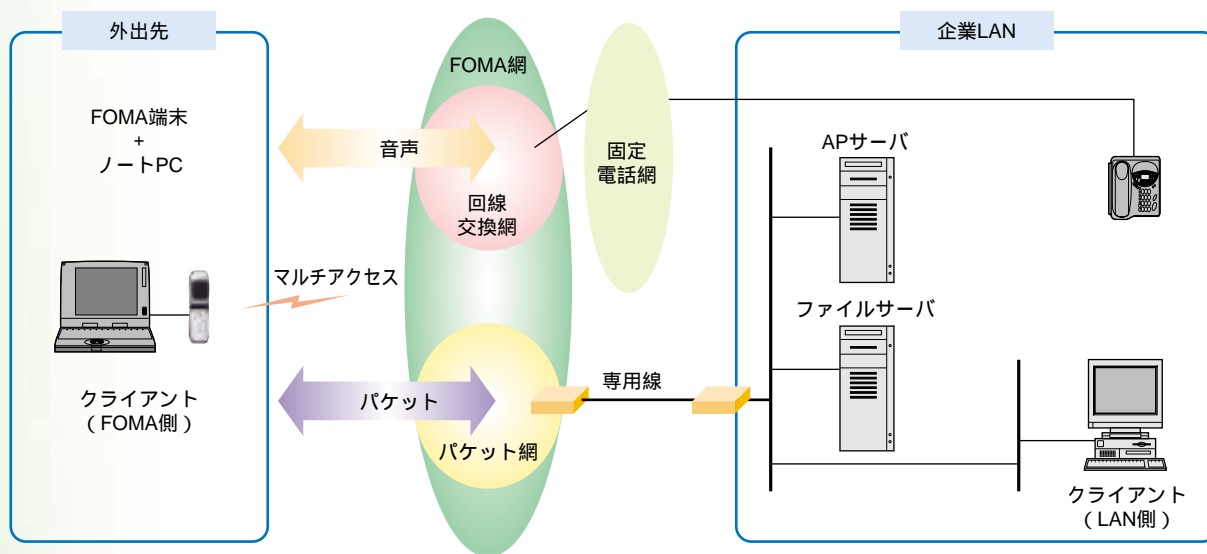 外出先
FOMA端末
+
ノートPC
クライアント
（FOMA側）
マルチアクセス
音声
パケット
FOMA網
回線
交換網
パケット網
固定
電話網
専用線
企業LAN
APサーバ
ファイルサーバ
クライアント
（LAN側）